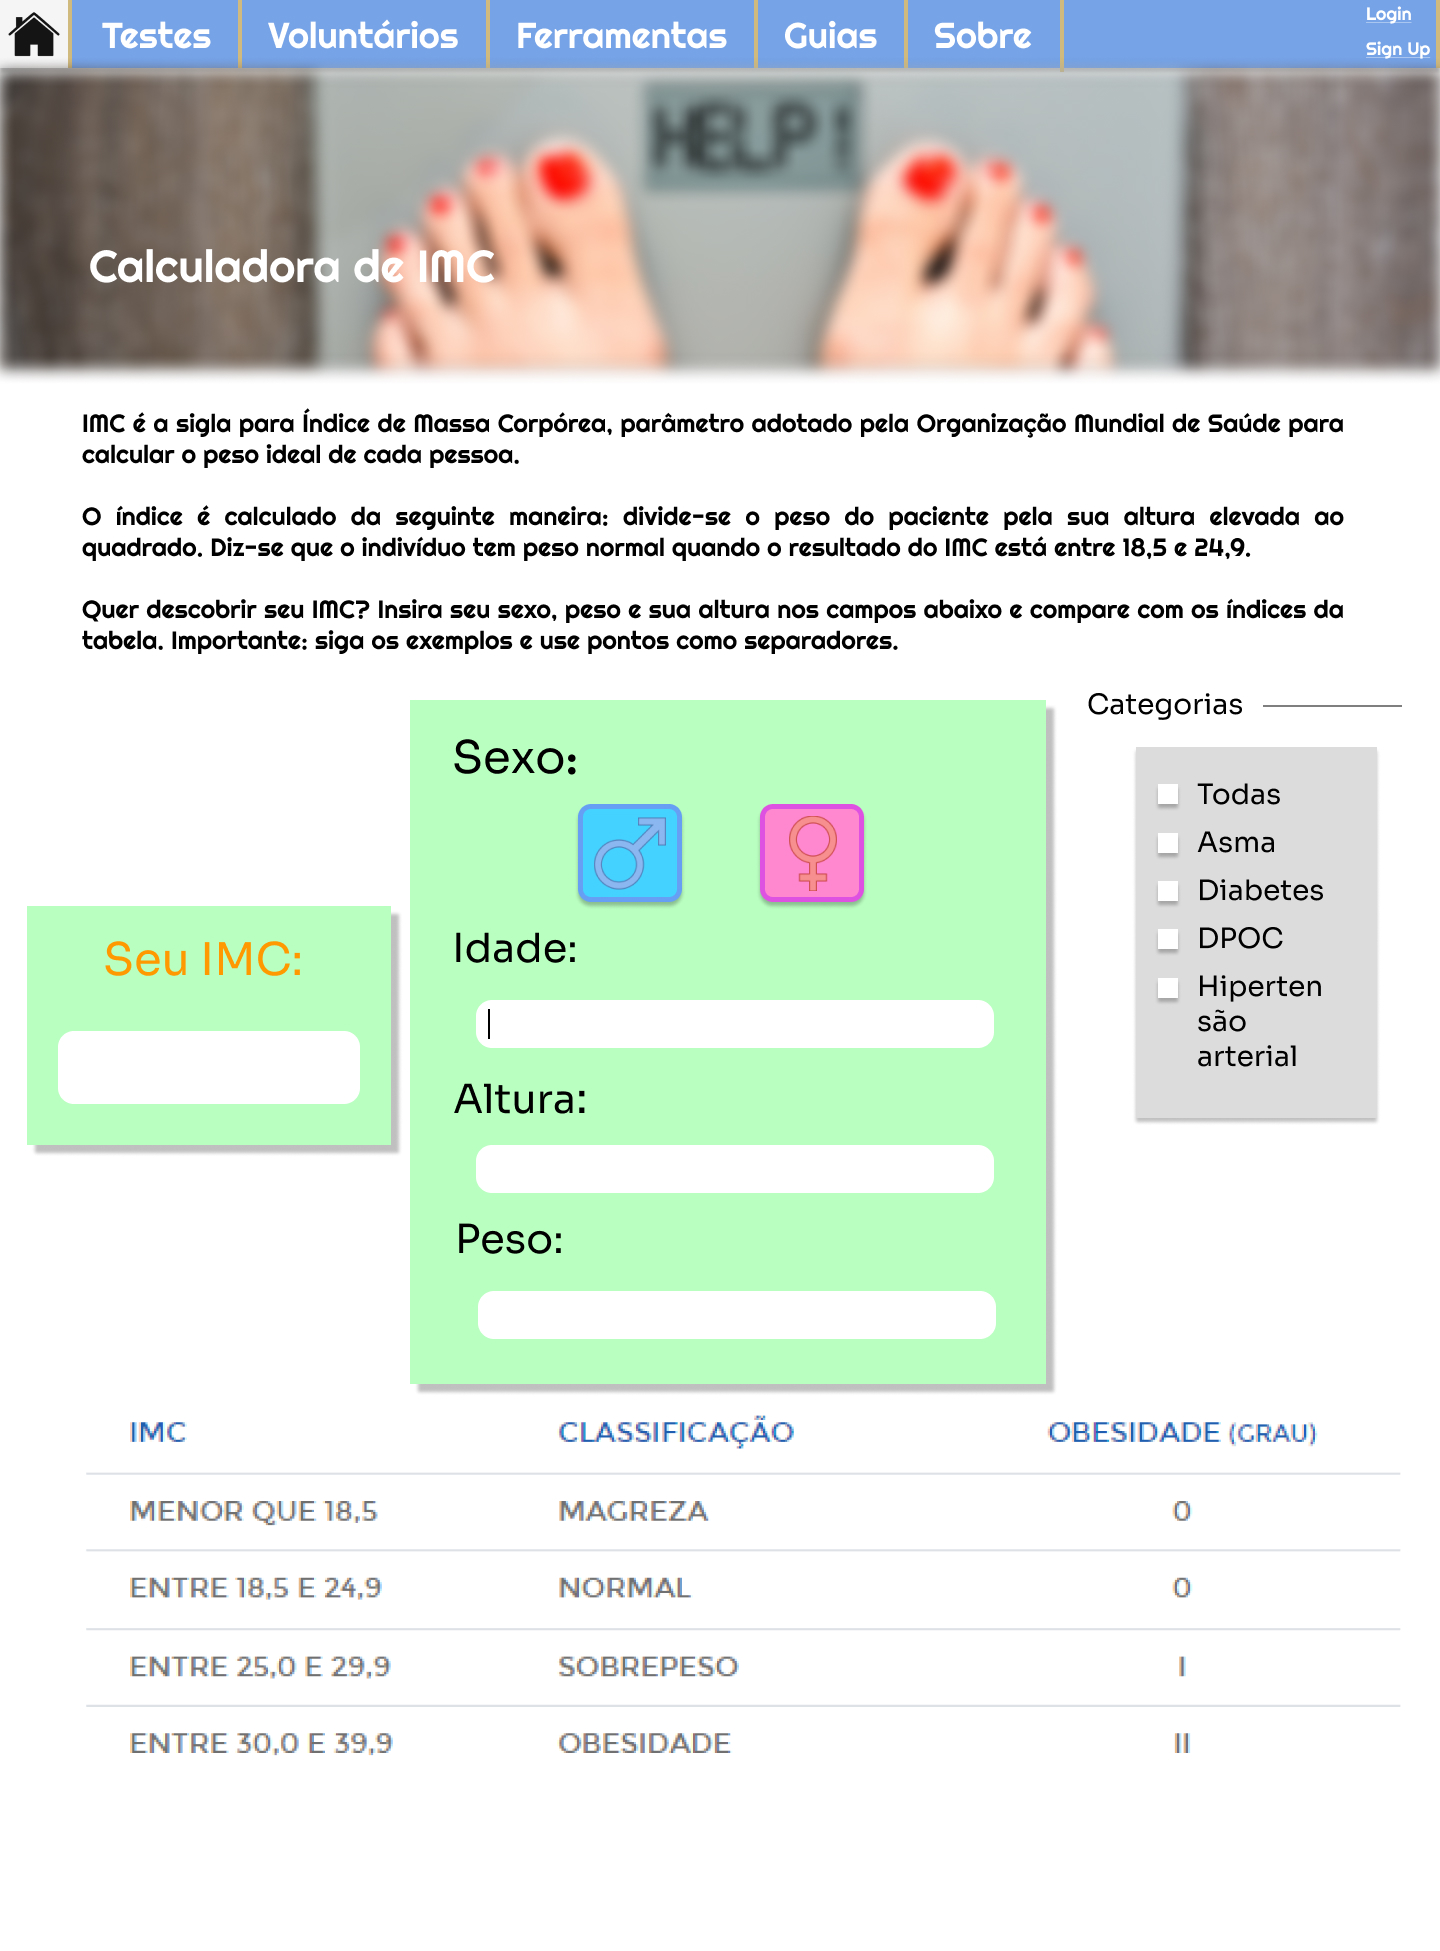 Testes Voluntários Ferramentas Guias Sobre
Login
Sign Up
HELP!
Calculadora de IMC
IMC é a sigla para Índice de Massa Corpórea, parâmetro adotado pela Organização Mundial de Saúde para
calcular o peso ideal de cada pessoa.
O índice é calculado da seguinte maneira: divide-se o peso do paciente pela sua altura elevada ao
quadrado. Diz-se que o indivíduo tem peso normal quando o resultado do IMC está entre 18,5 e 24,9.
Quer descobrir seu IMC? Insira seu sexo, peso e sua altura nos campos abaixo e compare com os índices da
tabela. Importante: siga os exemplos e use pontos como separadores.
Seu IMC:
Sexo:
Idade:
Altura:
Peso:
Categorias
Todas
Asma
Diabetes
DPOC
Hiperten
são
arterial
IMC CLASSIFICAÇÃO OBESIDADE (GRAU)
MENOR QUE 18,5 MAGREZA 0
ENTRE 18,5 E 24,9 NORMAL 0
ENTRE 25,0 E 29,9 SOBREPESO I
ENTRE 30,0 E 39,9 OBESIDADE II